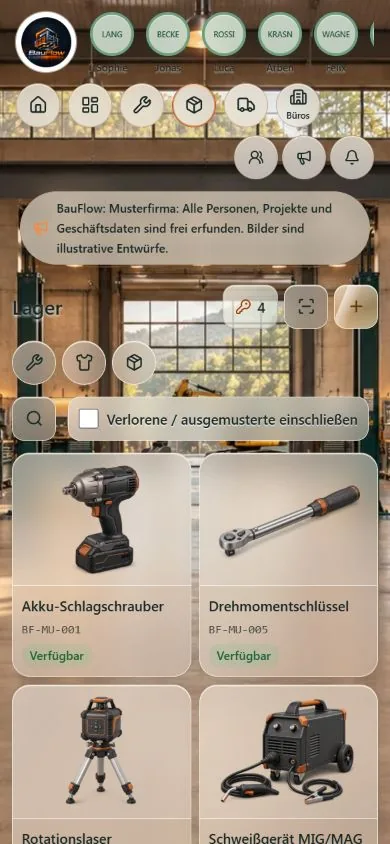 BauFlow
LANG
BECKE
ROSSI
KRASN
WAGNE
Sophie
Jonas
Luca
Arben
Felix
Büros
BauFlow: Musterfirma: Alle Personen, Projekte und
Geschäftsdaten sind frei erfunden. Bilder sind
illustrative Entwürfe.
Lager
4
Verlorene / ausgemusterte einschließen
Akku-Schlagschrauber
BF-MU-001
Verfügbar
Drehmomentschlüssel
BF-MU-005
Verfügbar
Rotationslaser
Schweißgerät MIG/MAG